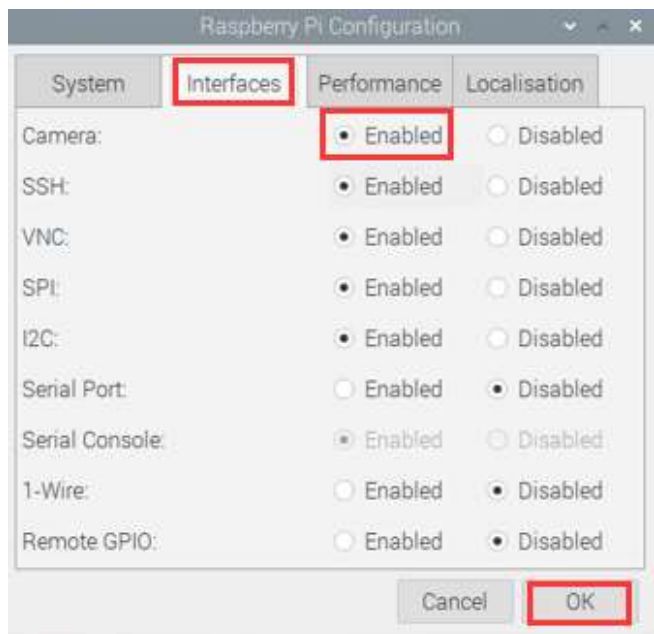 Raspberry Pi Configuration
System Interfaces Performance Localisation
Camera: Enabled Disabled
SSH: Enabled Disabled
VNC: Enabled Disabled
SPI: Enabled Disabled
I2C: Enabled Disabled
Serial Port: Enabled Disabled
Serial Console: Enabled Disabled
1-Wire: Enabled Disabled
Remote GPIO: Enabled Disabled
Cancel OK